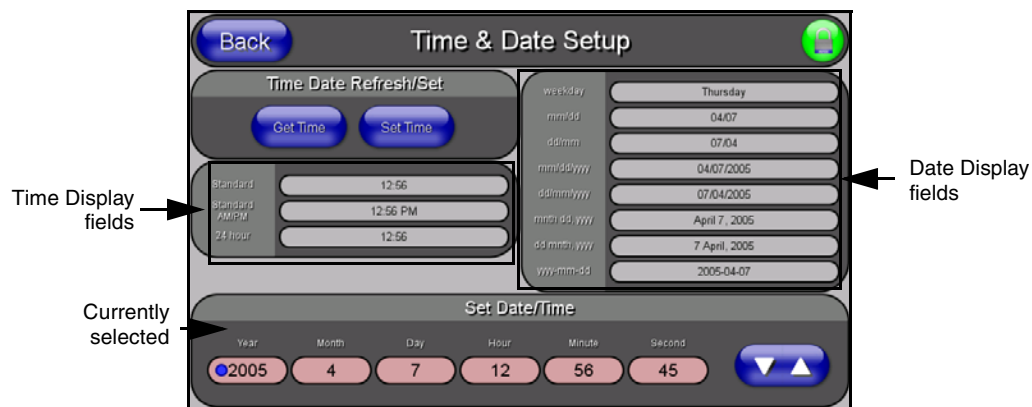 Back
Time & Date Setup
Time Date Refresh/Set
Get Time
Set Time
Standard
12:56
Standard
AM/PM
12:56 PM
24 hour
12:56
weekday
Thursday
mm/dd
04/07
dd/mm
07/04
mm/dd/yyyy
04/07/2005
dd/mm/yyyy
07/04/2005
mnth dd, yyyy
April 7, 2005
dd mnth, yyyy
7 April, 2005
yyyy-mm-dd
2005-04-07
Time Display
fields
Date Display
fields
Currently
selected
Set Date/Time
Year
Month
Day
Hour
Minute
Second
2005
4
7
12
56
45